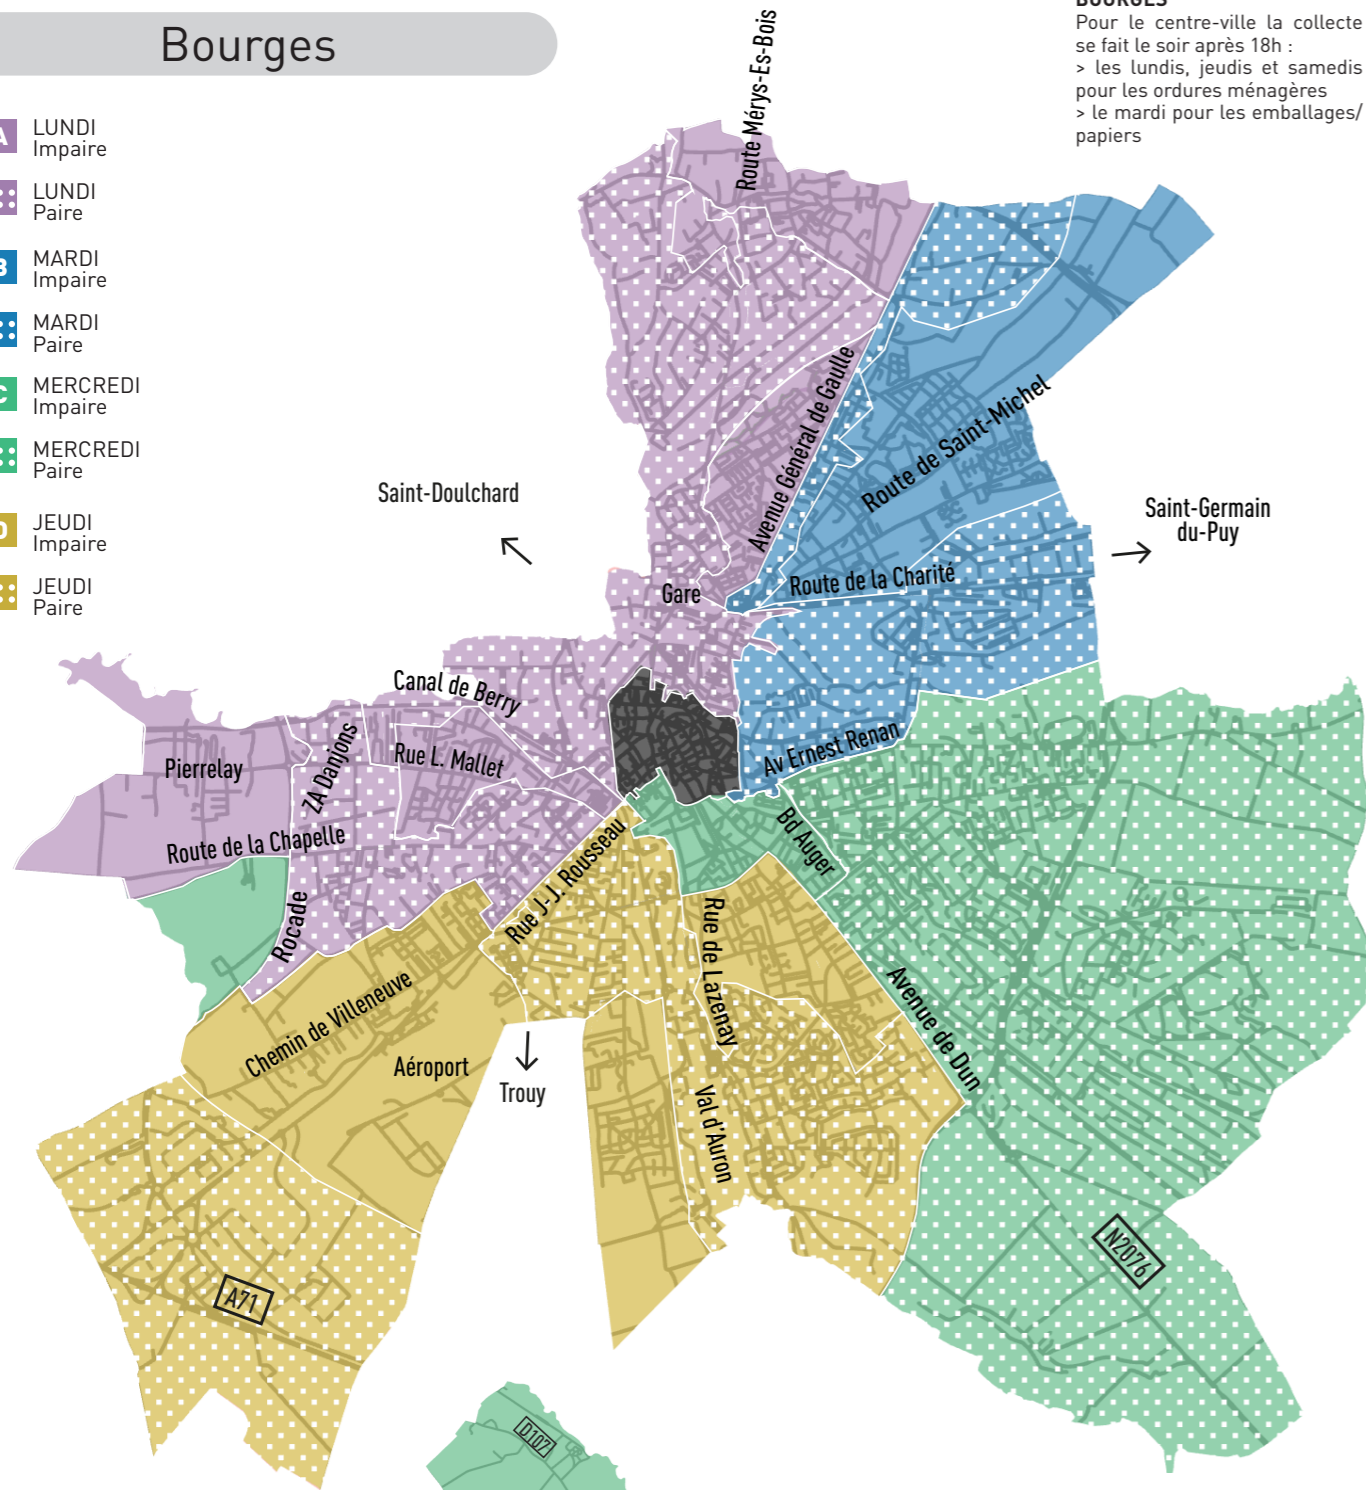 Bourges
BOURGES
Pour le centre-ville la collecte
se fait le soir après 18h :
> les lundis, jeudis et samedis
pour les ordures ménagères
> le mardi pour les emballages/
papiers
A LUNDI
Impaire
LUNDI
Paire
B MARDI
Impaire
MARDI
Paire
C MERCREDI
Impaire
MERCREDI
Paire
D JEUDI
Impaire
JEUDI
Paire
Route Mérys-Es-Bois
Avenue Général de Gaulle
Route de Saint-Michel
Saint-Doulchard
Saint-Germain
du-Puy
Route de la Charité
Gare
Canal de Berry
Rue L. Mallet
ZA Danjons
Pierrelay
Route de la Chapelle
Rocade
Av Ernest Renan
Bd Auger
Rue J-J. Rousseau
Rue de Lazenay
Avenue de Dun
Chemin de Villeneuve
Aéroport
Trouy
Val d'Auron
N2076
A71
D107